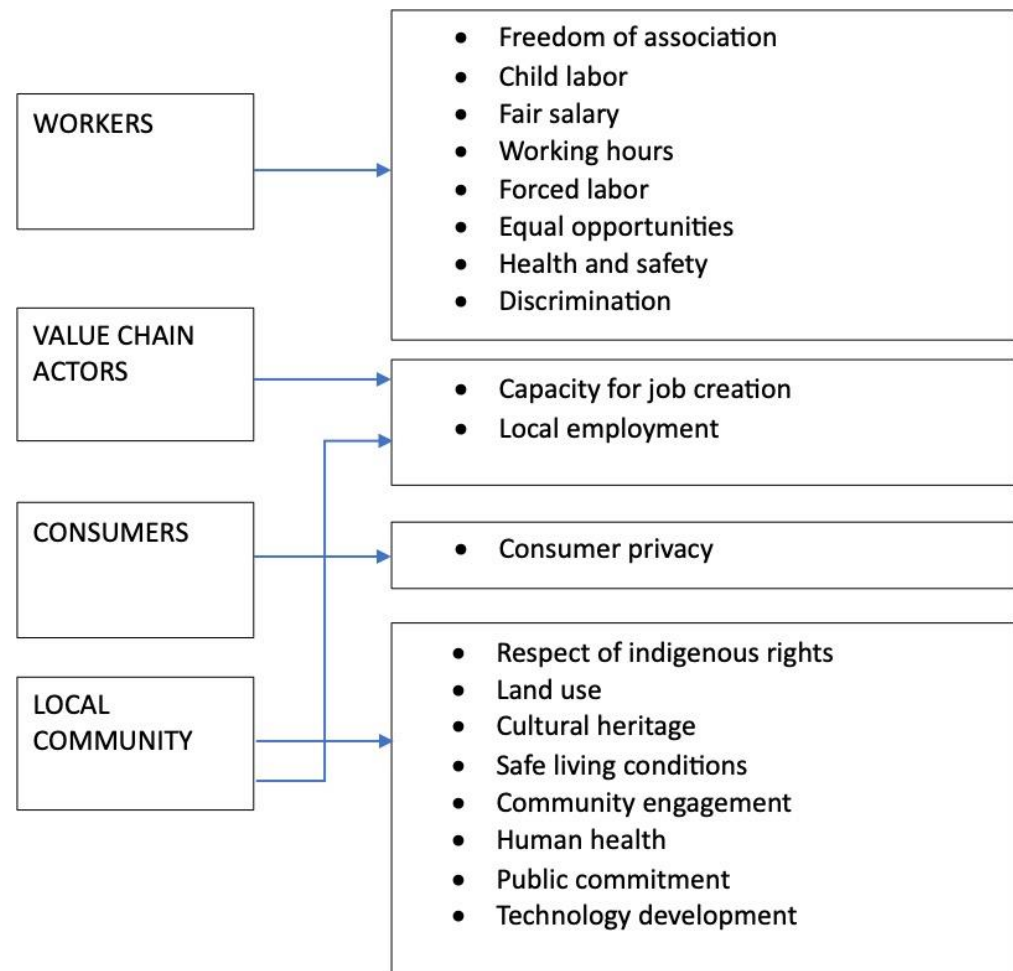 WORKERS
• Freedom of association
• Child labor
• Fair salary
• Working hours
• Forced labor
• Equal opportunities
• Health and safety
• Discrimination
VALUE CHAIN
ACTORS
• Capacity for job creation
• Local employment
CONSUMERS
• Consumer privacy
LOCAL
COMMUNITY
• Respect of indigenous rights
• Land use
• Cultural heritage
• Safe living conditions
• Community engagement
• Human health
• Public commitment
• Technology development